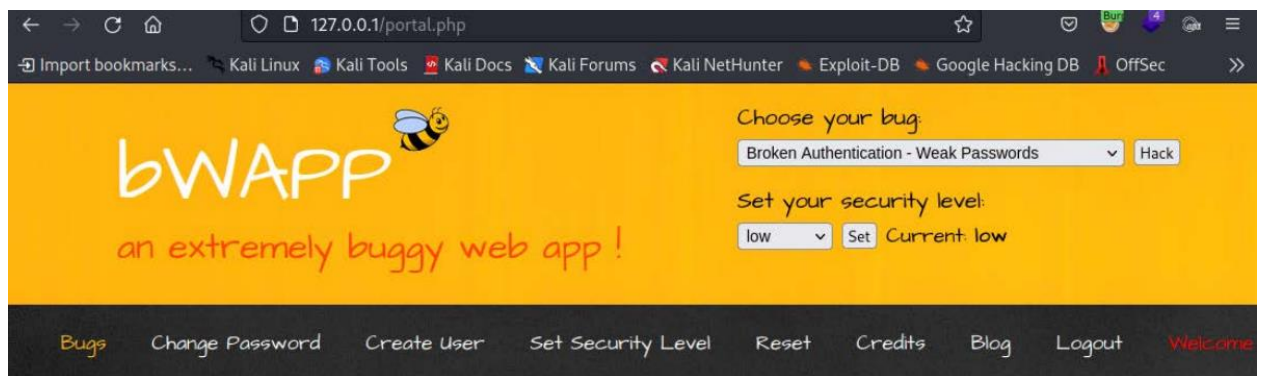 127.0.0.1/portal.php
Bur
4
Import bookmarks... Kali Linux Kali Tools Kali Docs Kali Forums Kali NetHunter Exploit-DB Google Hacking DB OffSec
bWAPP
an extremely buggy web app !
Choose your bug:
Broken Authentication - Weak Passwords Hack
Set your security level:
low Set Current: low
Bugs Change Password Create User Set Security Level Reset Credits Blog Logout Welcome